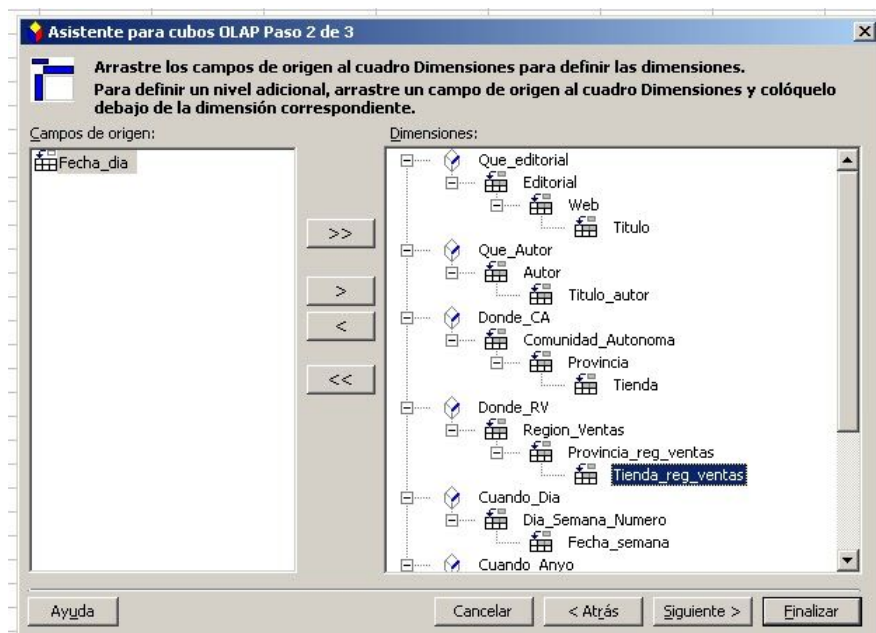 Asistente para cubos OLAP Paso 2 de 3
Arrastre los campos de origen al cuadro Dimensiones para definir las dimensiones.
Para definir un nivel adicional, arrastre un campo de origen al cuadro Dimensiones y colóquelo
debajo de la dimensión correspondiente.
Campos de origen:
Fecha_dia
>>
>
<
<<
Dimensiones:
Que_editorial
Editorial
Web
Titulo
Que_Autor
Autor
Titulo_autor
Donde_CA
Comunidad_Autonoma
Provincia
Tienda
Donde_RV
Region_Ventas
Provincia_reg_ventas
Tienda_reg_ventas
Cuando_Dia
Dia_Semana_Numero
Fecha_semana
Cuando_Anyo
Ayuda
Cancelar
< Atrás
Siguiente >
Finalizar